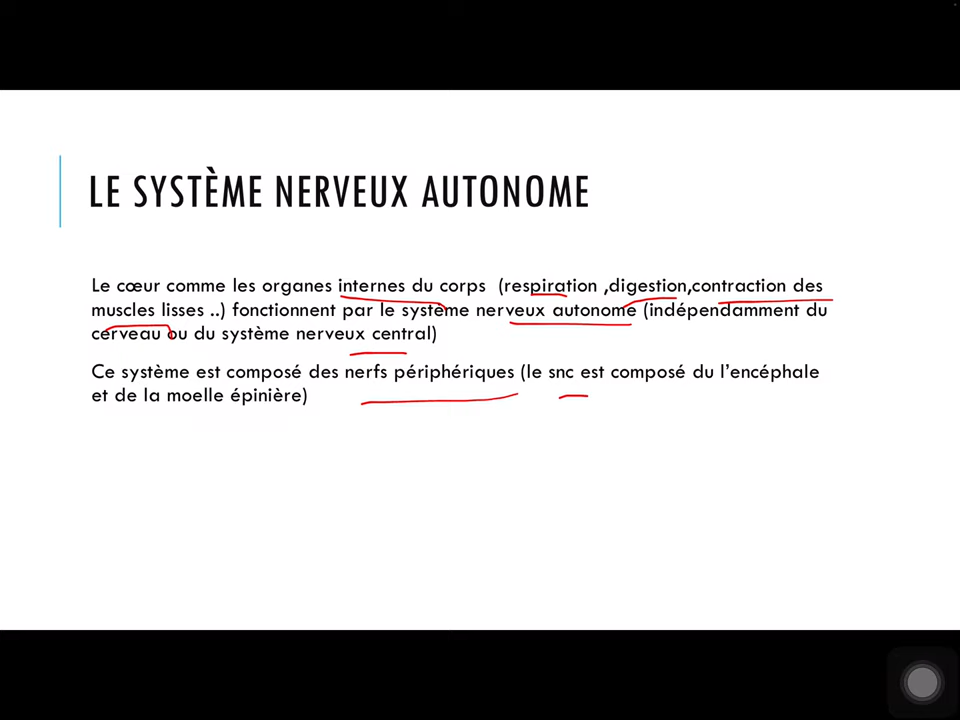 LE SYSTÈME NERVEUX AUTONOME
Le cœur comme les organes internes du corps (respiration ,digestion,contraction des
muscles lisses ..) fonctionnent par le système nerveux autonome (indépendamment du
cerveau ou du système nerveux central)
Ce système est composé des nerfs périphériques (le snc est composé du l’encéphale
et de la moelle épinière)